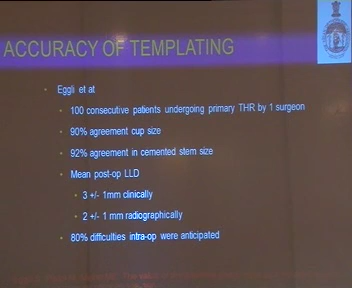 ACCURACY OF TEMPLATING
Eggli et at
100 consecutive patients undergoing primary THR by 1 surgeon
90% agreement cup size
92% agreement in cemented stem size
Mean post-op LLD
3 +/- 1mm clinically
2 +/- 1 mm radiographically
80% difficulties intra-op were anticipated